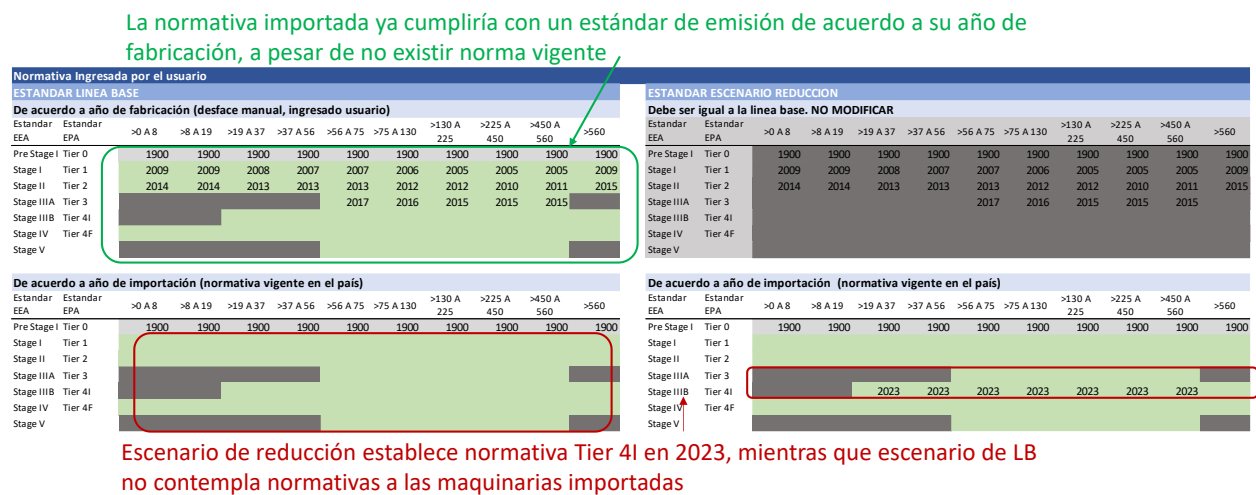 La normativa importada ya cumpliría con un estándar de emisión de acuerdo a su año de
fabricación, a pesar de no existir norma vigente
Normativa Ingresada por el usuario
ESTANDAR LINEA BASE
De acuerdo a año de fabricación (desface manual, ingresado usuario)
Estandar EEA Estandar EPA >0 A 8 >8 A 19 >19 A 37 >37 A 56 >56 A 75 >75 A 130 >130 A 225 >225 A 450 >450 A 560 >560
Pre Stage I Tier 0 1900 1900 1900 1900 1900 1900 1900 1900 1900 1900
Stage I Tier 1 2009 2009 2008 2007 2007 2006 2005 2005 2005 2009
Stage II Tier 2 2014 2014 2013 2013 2013 2012 2012 2010 2011 2015
Stage IIIA Tier 3 2017 2016 2015 2015 2015
Stage IIIB Tier 4I
Stage IV Tier 4F
Stage V
ESTANDAR ESCENARIO REDUCCION
Debe ser igual a la linea base. NO MODIFICAR
Estandar EEA Estandar EPA >0 A 8 >8 A 19 >19 A 37 >37 A 56 >56 A 75 >75 A 130 >130 A 225 >225 A 450 >450 A 560 >560
Pre Stage I Tier 0 1900 1900 1900 1900 1900 1900 1900 1900 1900 1900
Stage I Tier 1 2009 2009 2008 2007 2007 2006 2005 2005 2005 2009
Stage II Tier 2 2014 2014 2013 2013 2013 2012 2012 2010 2011 2015
Stage IIIA Tier 3 2017 2016 2015 2015 2015
Stage IIIB Tier 4I
Stage IV Tier 4F
Stage V
De acuerdo a año de importación (normativa vigente en el país)
Estandar EEA Estandar EPA >0 A 8 >8 A 19 >19 A 37 >37 A 56 >56 A 75 >75 A 130 >130 A 225 >225 A 450 >450 A 560 >560
Pre Stage I Tier 0 1900 1900 1900 1900 1900 1900 1900 1900 1900 1900
Stage I Tier 1
Stage II Tier 2
Stage IIIA Tier 3
Stage IIIB Tier 4I
Stage IV Tier 4F
Stage V
De acuerdo a año de importación (normativa vigente en el país)
Estandar EEA Estandar EPA >0 A 8 >8 A 19 >19 A 37 >37 A 56 >56 A 75 >75 A 130 >130 A 225 >225 A 450 >450 A 560 >560
Pre Stage I Tier 0 1900 1900 1900 1900 1900 1900 1900 1900 1900 1900
Stage I Tier 1
Stage II Tier 2
Stage IIIA Tier 3
Stage IIIB Tier 4I 2023 2023 2023 2023 2023 2023 2023
Stage IV Tier 4F
Stage V
Escenario de reducción establece normativa Tier 4I en 2023, mientras que escenario de LB
no contempla normativas a las maquinarias importadas